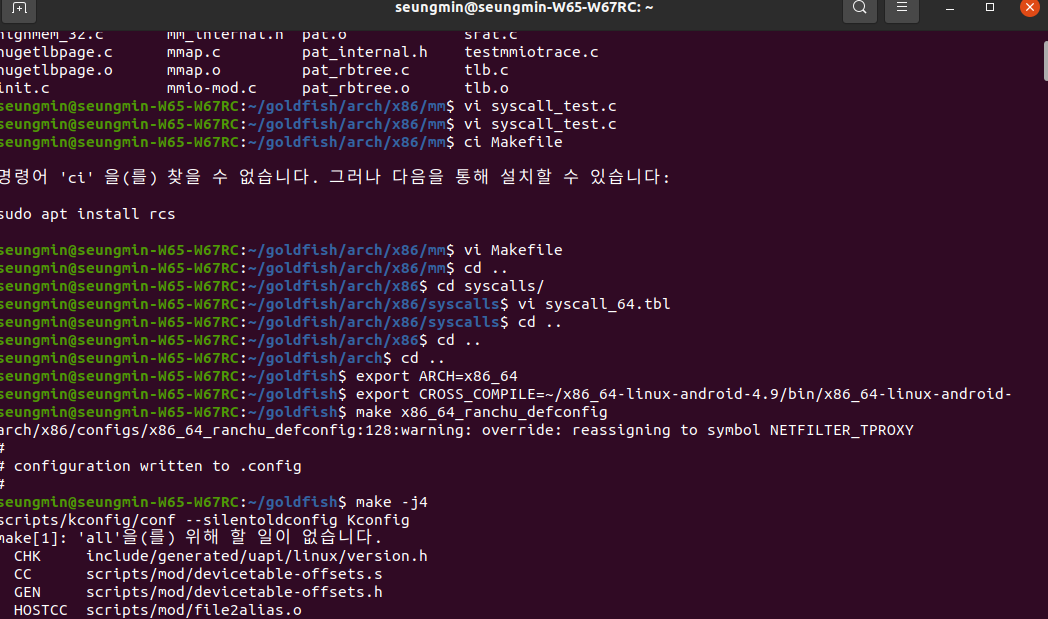 seungmin@seungmin-W65-W67RC: ~
highmem_32.c mm_internal.h pat.o srat.c
hugetlbpage.c mmap.c pat_internal.h testmmiotrace.c
hugetlbpage.o mmap.o pat_rbtree.c tlb.c
init.c mmio-mod.c pat_rbtree.o tlb.o
seungmin@seungmin-W65-W67RC:~/goldfish/arch/x86/mm$ vi syscall_test.c
seungmin@seungmin-W65-W67RC:~/goldfish/arch/x86/mm$ vi syscall_test.c
seungmin@seungmin-W65-W67RC:~/goldfish/arch/x86/mm$ ci Makefile
명령어 'ci' 을(를) 찾을 수 없습니다. 그러나 다음을 통해 설치할 수 있습니다:
sudo apt install rcs
seungmin@seungmin-W65-W67RC:~/goldfish/arch/x86/mm$ vi Makefile
seungmin@seungmin-W65-W67RC:~/goldfish/arch/x86/mm$ cd ..
seungmin@seungmin-W65-W67RC:~/goldfish/arch/x86$ cd syscalls/
seungmin@seungmin-W65-W67RC:~/goldfish/arch/x86/syscalls$ vi syscall_64.tbl
seungmin@seungmin-W65-W67RC:~/goldfish/arch/x86/syscalls$ cd ..
seungmin@seungmin-W65-W67RC:~/goldfish/arch/x86$ cd ..
seungmin@seungmin-W65-W67RC:~/goldfish/arch$ cd ..
seungmin@seungmin-W65-W67RC:~/goldfish$ export ARCH=x86_64
seungmin@seungmin-W65-W67RC:~/goldfish$ export CROSS_COMPILE=~/x86_64-linux-android-4.9/bin/x86_64-linux-android-
seungmin@seungmin-W65-W67RC:~/goldfish$ make x86_64_ranchu_defconfig
arch/x86/configs/x86_64_ranchu_defconfig:128:warning: override: reassigning to symbol NETFILTER_TPROXY
#
# configuration written to .config
#
seungmin@seungmin-W65-W67RC:~/goldfish$ make -j4
scripts/kconfig/conf --silentoldconfig Kconfig
make[1]: 'all'을(를) 위해 할 일이 없습니다.
CHK include/generated/uapi/linux/version.h
CC scripts/mod/devicetable-offsets.s
GEN scripts/mod/devicetable-offsets.h
HOSTCC scripts/mod/file2alias.o